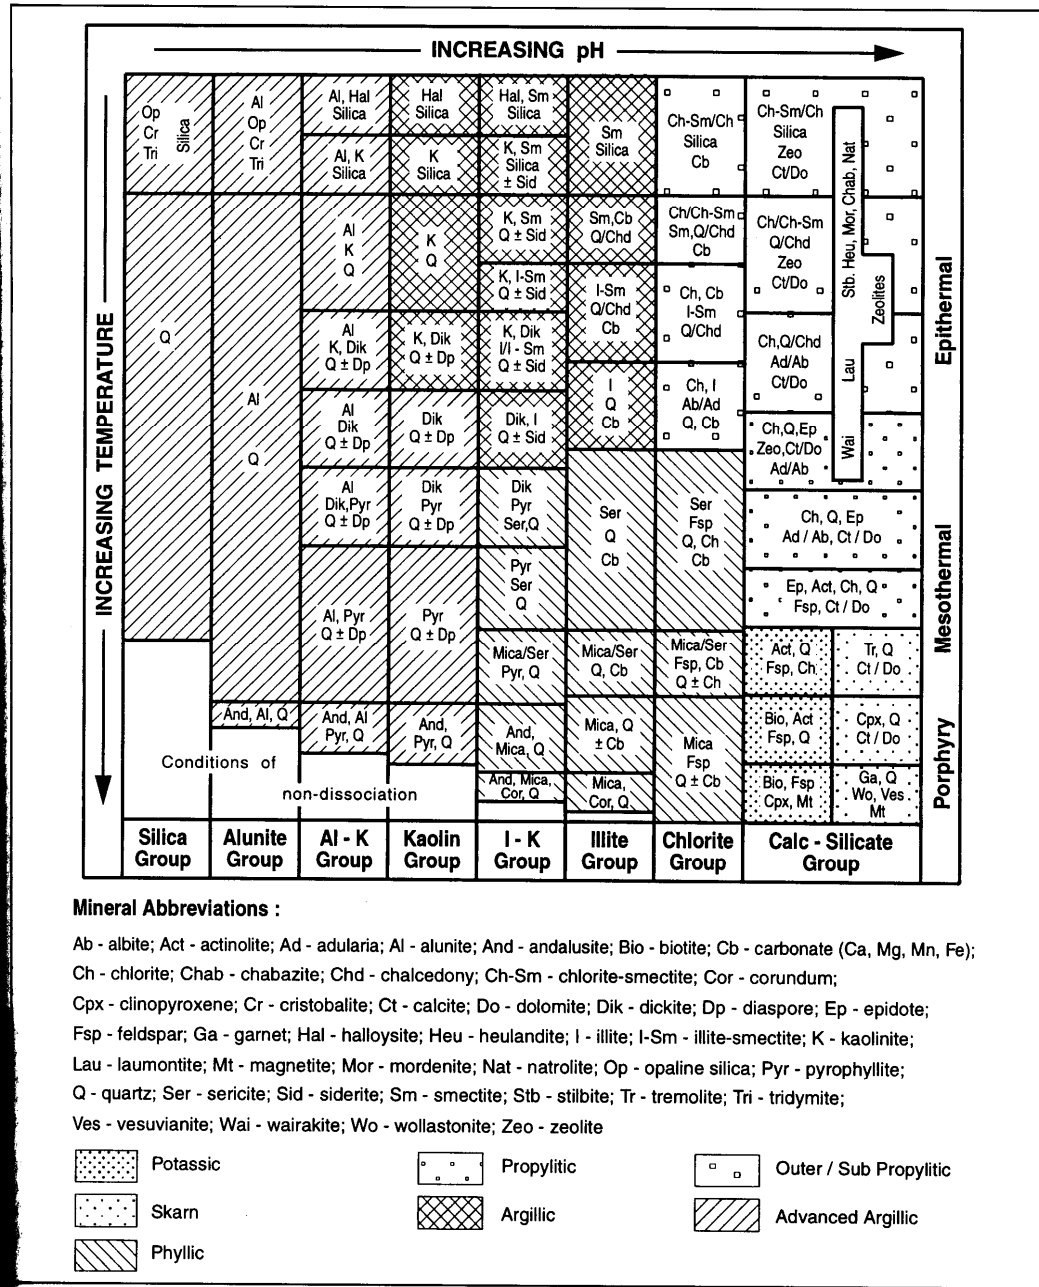 INCREASING pH
INCREASING TEMPERATURE
Op
Cr
Tri
Silica
Q
Al
Op
Cr
Tri
Al
Q
And, Al, Q
Al, Hal
Silica
Al, K
Silica
Al
K
Q
Al
K, Dik
Q ± Dp
Al
Dik
Q ± Dp
Al
Dik,Pyr
Q ± Dp
Al, Pyr
Q ± Dp
And, Al
Pyr, Q
Hal
Silica
K
Silica
K
Q
K, Dik
Q ± Dp
Dik
Q ± Dp
Dik
Pyr
Q ± Dp
Pyr
Q ± Dp
And,
Pyr, Q
Hal, Sm
Silica
K, Sm
Silica
± Sid
K, Sm
Q ± Sid
K, I-Sm
Q ± Sid
K, Dik
I/I - Sm
Q ± Sid
Dik, I
Q ± Sid
Dik
Pyr
Ser,Q
Pyr
Ser
Q
Mica/Ser
Pyr, Q
And,
Mica, Q
And, Mica,
Cor, Q
Sm
Silica
Sm,Cb
Q/Chd
I-Sm
Q/Chd
Cb
I
Q
Cb
Ser
Q
Cb
Mica/Ser
Q, Cb
Mica, Q
± Cb
Mica,
Cor, Q
Ch-Sm/Ch
Silica
Cb
Ch/Ch-Sm
Sm,Q/Chd
Cb
Ch, Cb
I-Sm
Q/Chd
Ch, I
Ab/Ad
Q, Cb
Ser
Fsp
Q, Ch
Cb
Mica/Ser
Fsp, Cb
Q ± Ch
Mica
Fsp
Q ± Cb
Ch-Sm/Ch
Silica
Zeo
Ct/Do
Ch/Ch-Sm
Q/Chd
Zeo
Ct/Do
Ch,Q/Chd
Ad/Ab
Ct/Do
Ch,Q,Ep
Zeo,Ct/Do
Ad/Ab
Stb. Heu, Mor, Chab, Nat
Zeolites
Lau
Wai
Ch, Q, Ep
Ad / Ab, Ct / Do
Ep, Act, Ch, Q
Fsp, Ct / Do
Act, Q
Fsp, Ch
Tr, Q
Ct / Do
Bio, Act
Fsp, Q
Cpx, Q
Ct / Do
Bio, Fsp
Cpx, Mt
Ga, Q
Wo, Ves
Mt
Epithermal
Mesothermal
Porphyry
Conditions of
non-dissociation
Silica
Group
Alunite
Group
Al - K
Group
Kaolin
Group
I - K
Group
Illite
Group
Chlorite
Group
Calc - Silicate
Group
Mineral Abbreviations :
Ab - albite; Act - actinolite; Ad - adularia; Al - alunite; And - andalusite; Bio - biotite; Cb - carbonate (Ca, Mg, Mn, Fe);
Ch - chlorite; Chab - chabazite; Chd - chalcedony; Ch-Sm - chlorite-smectite; Cor - corundum;
Cpx - clinopyroxene; Cr - cristobalite; Ct - calcite; Do - dolomite; Dik - dickite; Dp - diaspore; Ep - epidote;
Fsp - feldspar; Ga - garnet; Hal - halloysite; Heu - heulandite; I - illite; I-Sm - illite-smectite; K - kaolinite;
Lau - laumontite; Mt - magnetite; Mor - mordenite; Nat - natrolite; Op - opaline silica; Pyr - pyrophyllite;
Q - quartz; Ser - sericite; Sid - siderite; Sm - smectite; Stb - stilbite; Tr - tremolite; Tri - tridymite;
Ves - vesuvianite; Wai - wairakite; Wo - wollastonite; Zeo - zeolite
Potassic
Propylitic
Outer / Sub Propylitic
Skarn
Argillic
Advanced Argillic
Phyllic